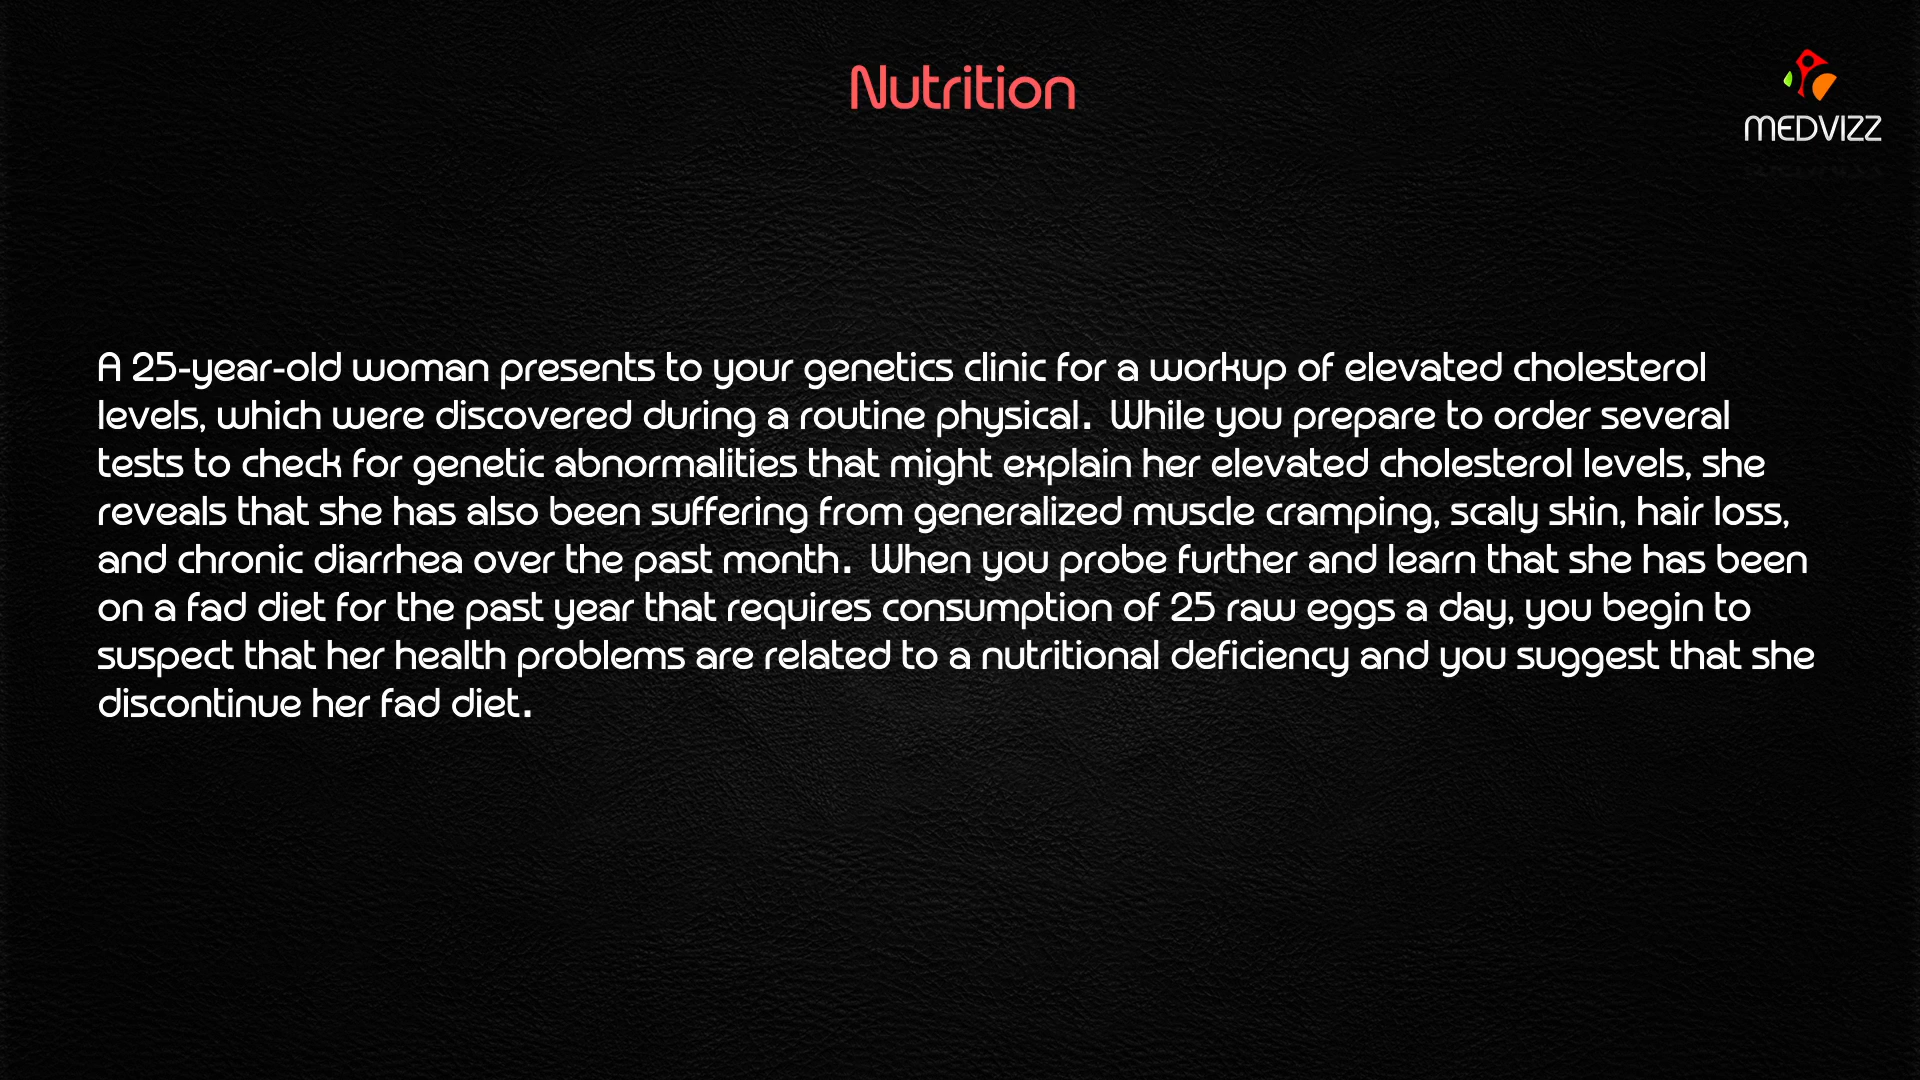 Nutrition
MEDVIZZ
A 25-year-old woman presents to your genetics clinic for a workup of elevated cholesterol
levels, which were discovered during a routine physical.  While you prepare to order several
tests to check for genetic abnormalities that might explain her elevated cholesterol levels, she
reveals that she has also been suffering from generalized muscle cramping, scaly skin, hair loss,
and chronic diarrhea over the past month.  When you probe further and learn that she has been
on a fad diet for the past year that requires consumption of 25 raw eggs a day, you begin to
suspect that her health problems are related to a nutritional deficiency and you suggest that she
discontinue her fad diet.